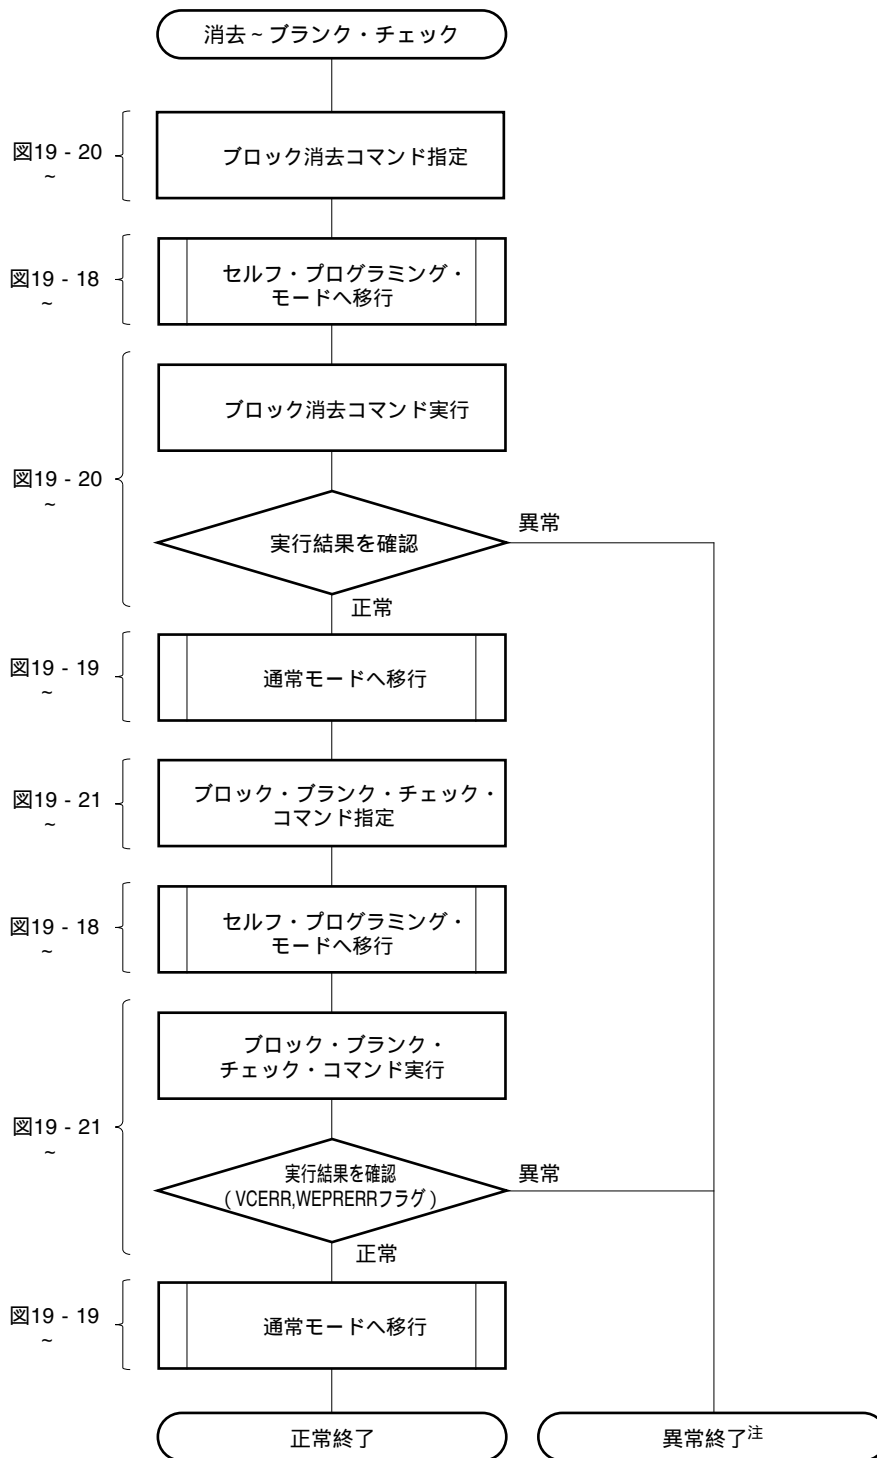 消去～ブランク・チェック
図19 - 20
～
ブロック消去コマンド指定
図19 - 18
～
セルフ・プログラミング・
モードへ移行
ブロック消去コマンド実行
図19 - 20
～
実行結果を確認
異常
正常
図19 - 19
～
通常モードへ移行
図19 - 21
～
ブロック・ブランク・チェック・
コマンド指定
図19 - 18
～
セルフ・プログラミング・
モードへ移行
ブロック・ブランク・
チェック・コマンド実行
図19 - 21
～
実行結果を確認
（VCERR,WEPRERRフラグ）
異常
正常
図19 - 19
～
通常モードへ移行
正常終了
異常終了注